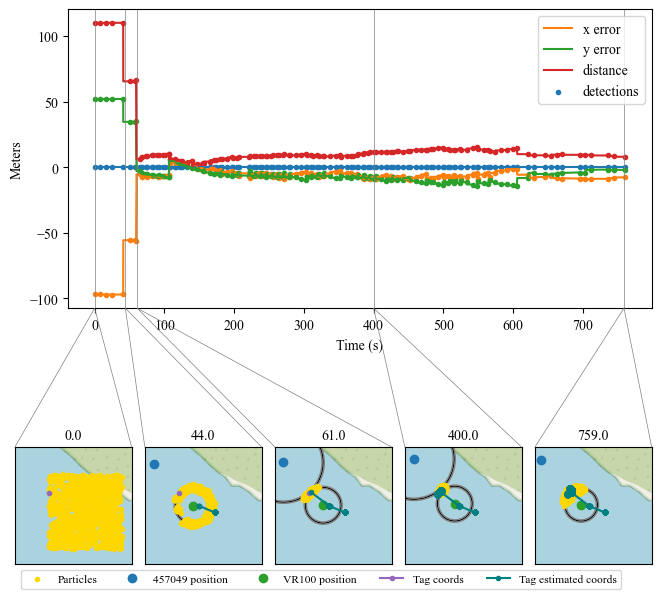 100
50
0
−50
−100
Meters
x error
y error
distance
detections
0 100 200 300 400 500 600 700
Time (s)
0.0 44.0 61.0 400.0 759.0
Particles 457049 position VR100 position Tag coords Tag estimated coords